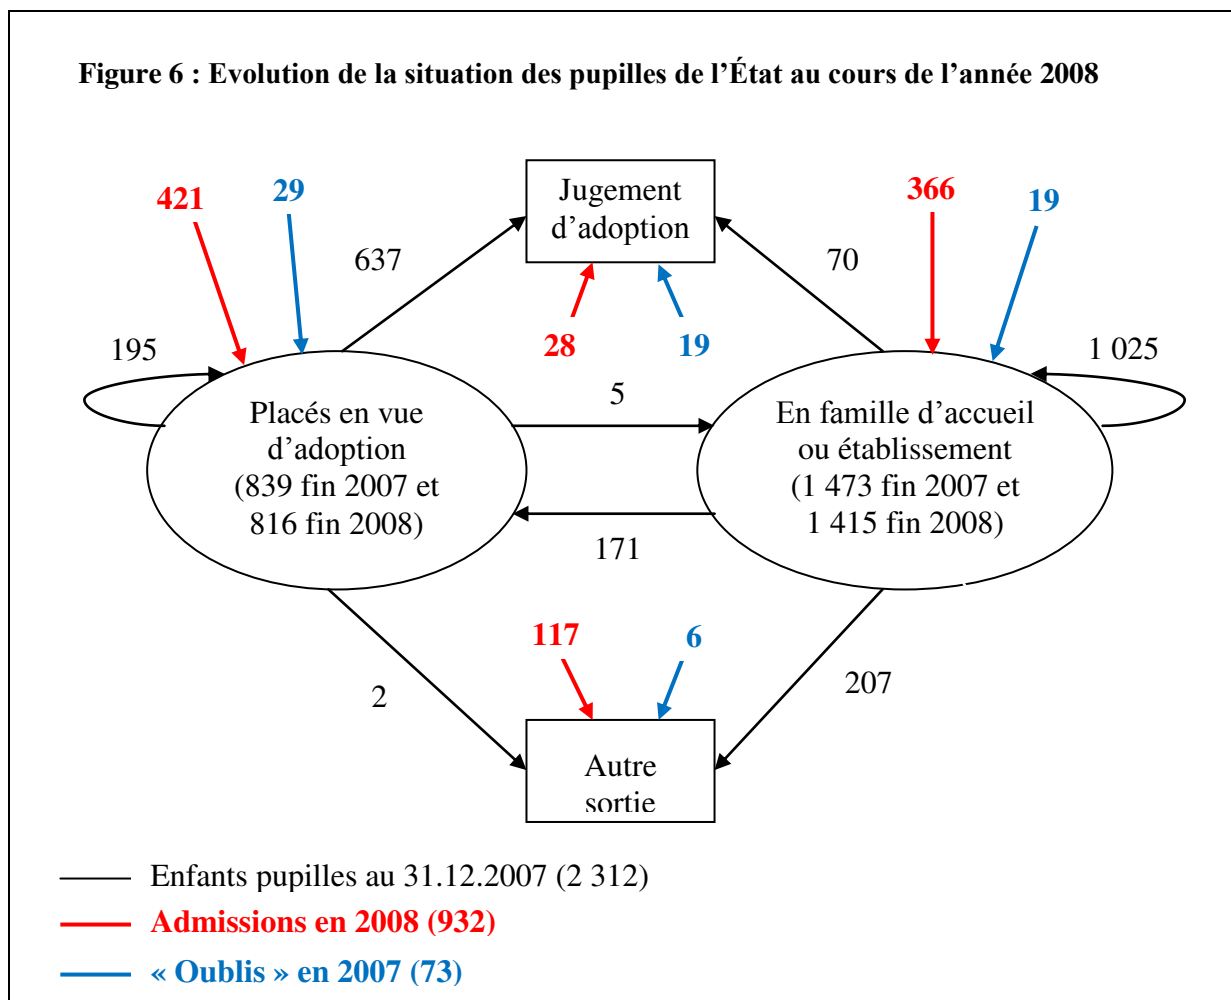 Figure 6 : Evolution de la situation des pupilles de l’État au cours de l’année 2008
421
29
Jugement
d’adoption
366
19
637
70
28
19
195
1 025
5
Placés en vue
d’adoption
(839 fin 2007 et
816 fin 2008)
En famille d’accueil
ou établissement
(1 473 fin 2007 et
1 415 fin 2008)
171
117
6
2
207
Autre
sortie
Enfants pupilles au 31.12.2007 (2 312)
Admissions en 2008 (932)
« Oublis » en 2007 (73)